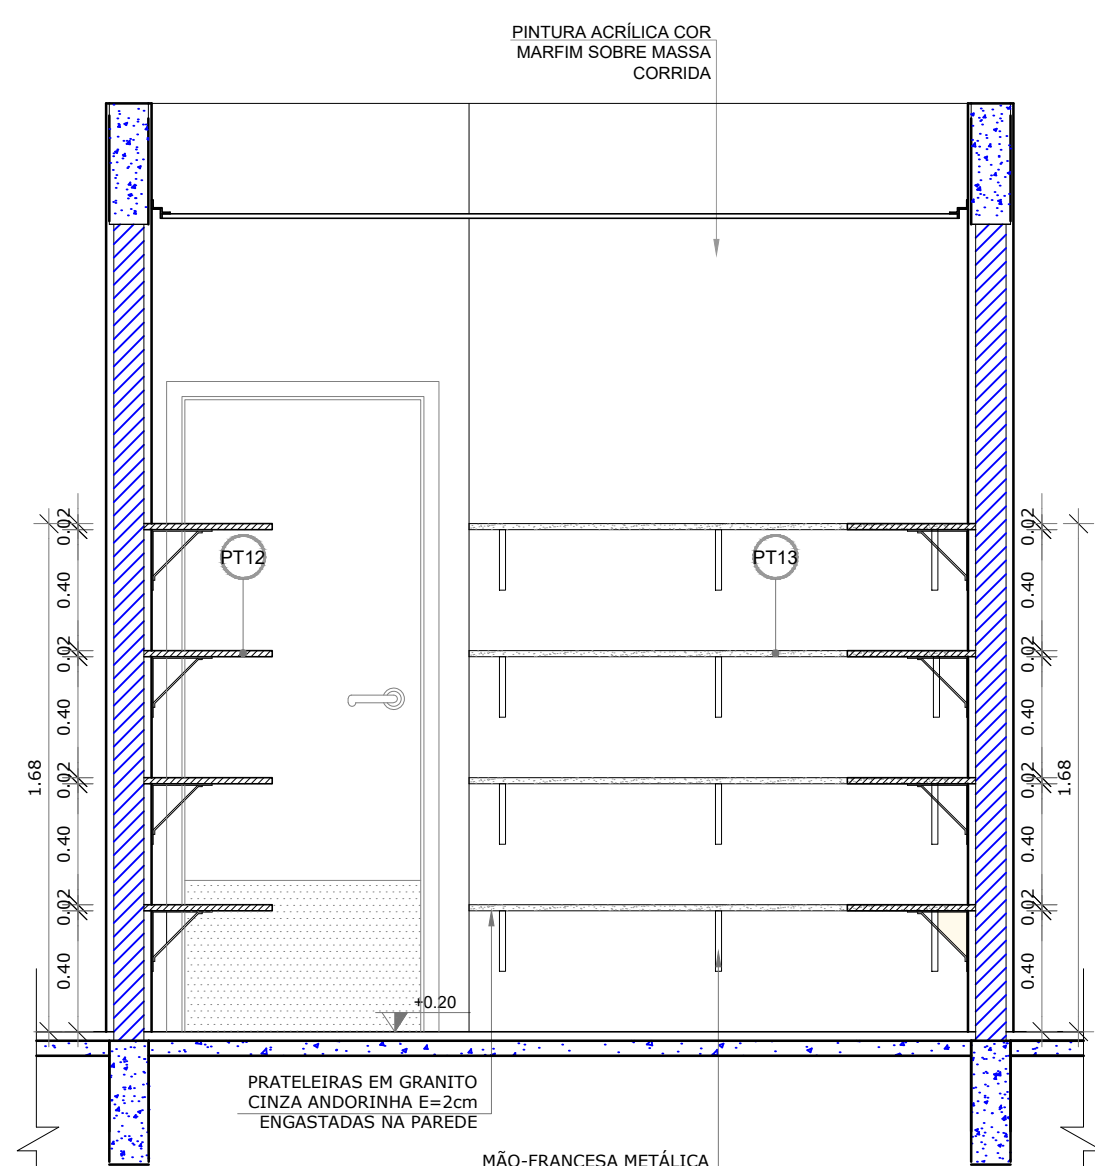 PINTURA ACRÍLICA COR
MARFIM SOBRE MASSA
CORRIDA
0.02
0.40
0.02
0.40
0.02
0.40
0.02
0.40
1.68
PT12
PT13
0.02
0.40
0.02
0.40
0.02
0.40
0.02
0.40
1.68
+0.20
PRATELEIRAS EM GRANITO
CINZA ANDORINHA E=2cm
ENGASTADAS NA PAREDE
MÃO-FRANCESA METÁLICA